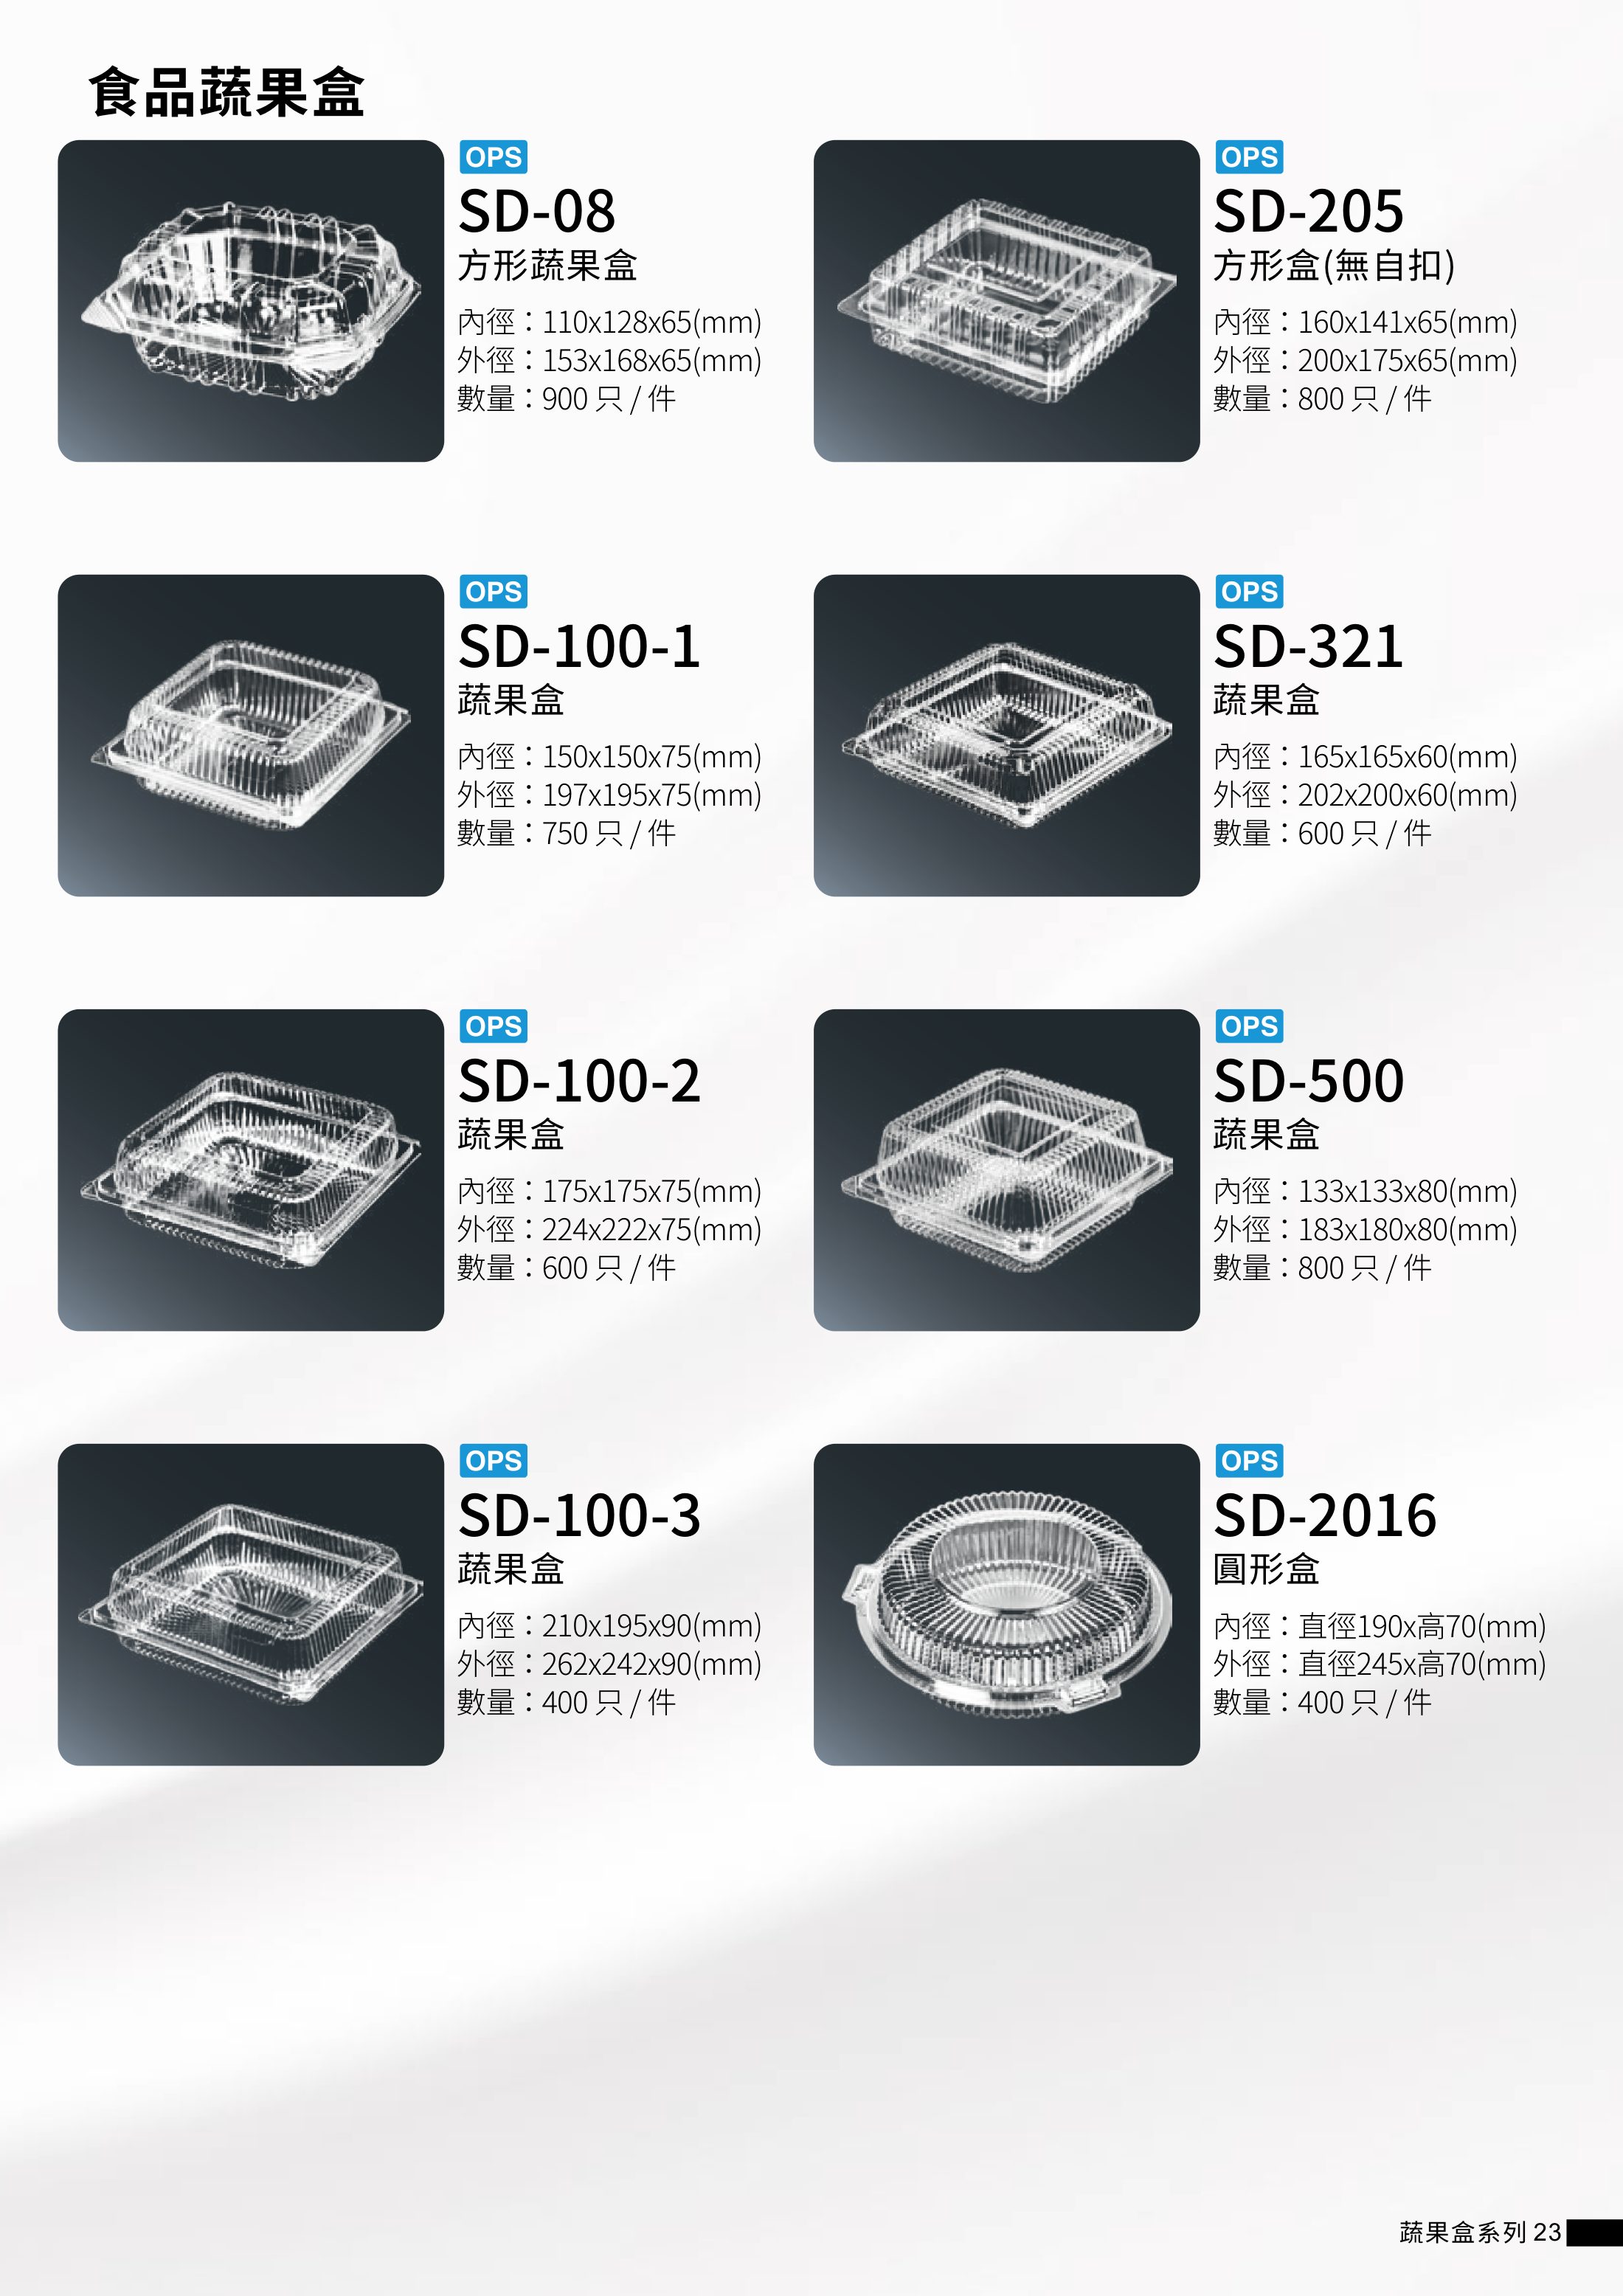 食品蔬果盒
OPS
SD-08
方形蔬果盒
內徑：110x128x65(mm)
外徑：153x168x65(mm)
數量：900 只 / 件
OPS
SD-205
方形盒(無自扣)
內徑：160x141x65(mm)
外徑：200x175x65(mm)
數量：800 只 / 件
OPS
SD-100-1
蔬果盒
內徑：150x150x75(mm)
外徑：197x195x75(mm)
數量：750 只 / 件
OPS
SD-321
蔬果盒
內徑：165x165x60(mm)
外徑：202x200x60(mm)
數量：600 只 / 件
OPS
SD-100-2
蔬果盒
內徑：175x175x75(mm)
外徑：224x222x75(mm)
數量：600 只 / 件
OPS
SD-500
蔬果盒
內徑：133x133x80(mm)
外徑：183x180x80(mm)
數量：800 只 / 件
OPS
SD-100-3
蔬果盒
內徑：210x195x90(mm)
外徑：262x242x90(mm)
數量：400 只 / 件
OPS
SD-2016
圓形盒
內徑：直徑190x高70(mm)
外徑：直徑245x高70(mm)
數量：400 只 / 件
蔬果盒系列 23